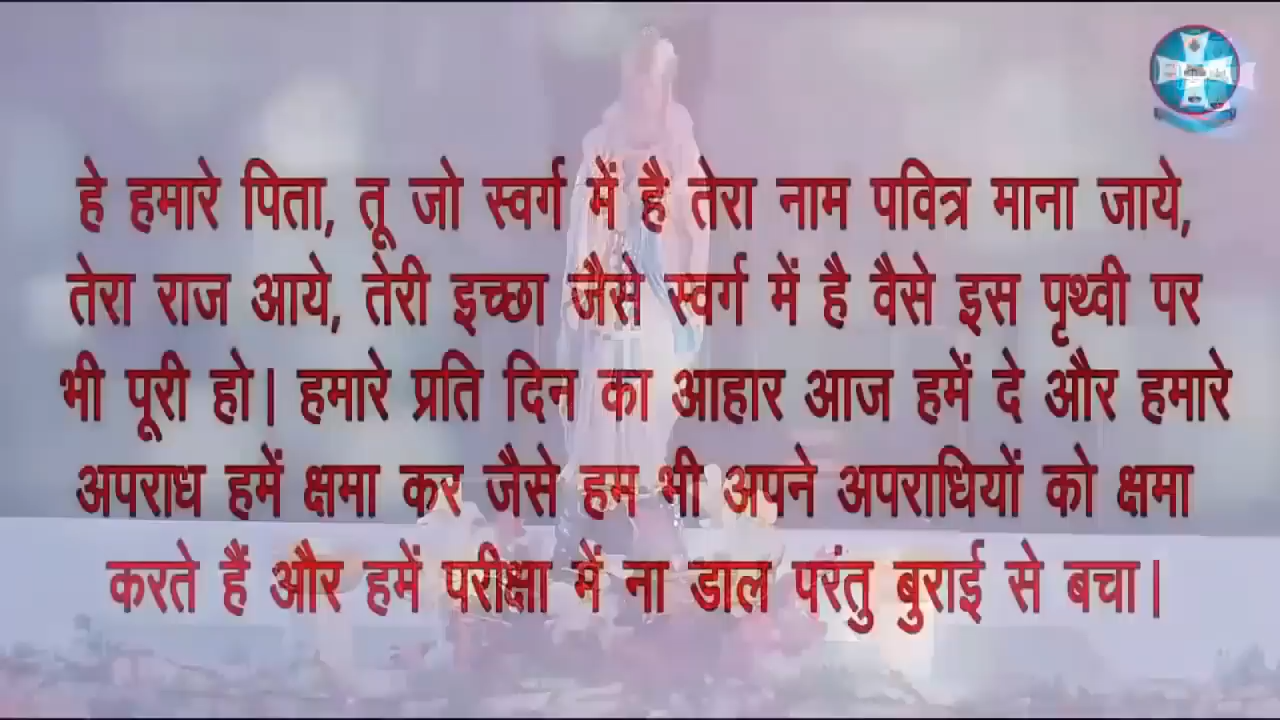 हे हमारे पिता, तू जो स्वर्ग में है तेरा नाम पवित्र माना जाये,
तेरा राज आये, तेरी इच्छा जैसे स्वर्ग में है वैसे इस पृथ्वी पर
भी पूरी हो| हमारे प्रति दिन का आहार आज हमें दे और हमारे
अपराध हमें क्षमा कर जैसे हम भी अपने अपराधियों को क्षमा
करते हैं और हमें परीक्षा में ना डाल परंतु बुराई से बचा|